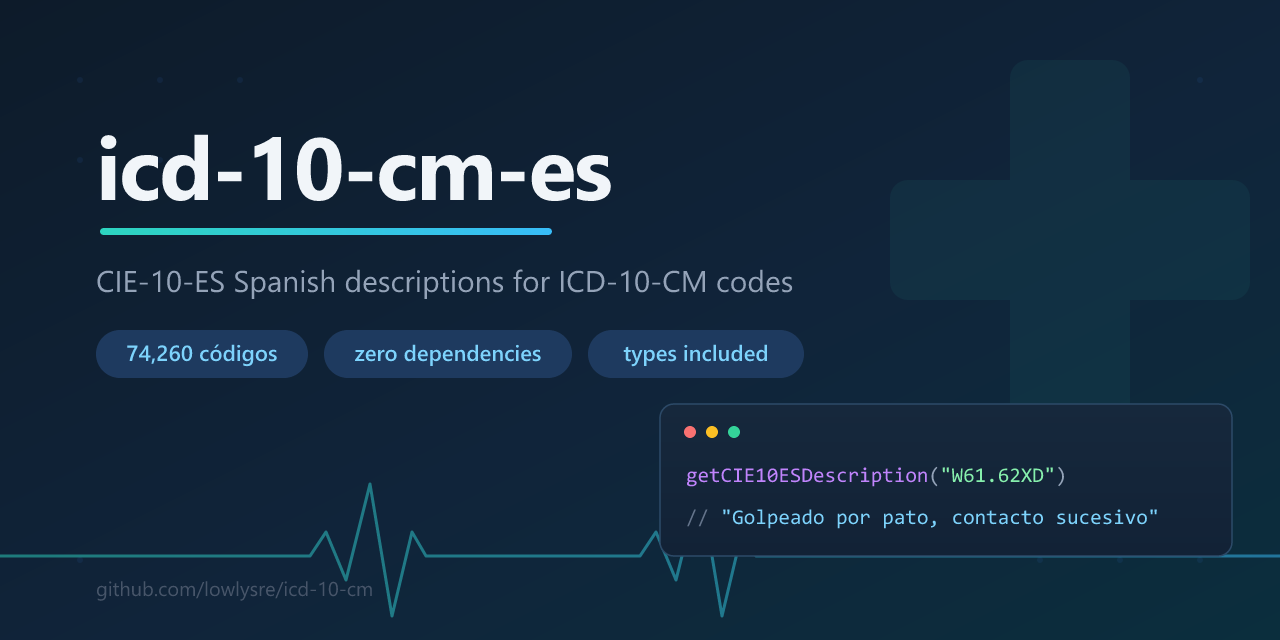 icd-10-cm-es
CIE-10-ES Spanish descriptions for ICD-10-CM codes
74,260 códigos
zero dependencies
types included
getCIE10ESDescription("W61.62XD")
// "Golpeado por pato, contacto sucesivo"
github.com/lowlysre/icd-10-cm